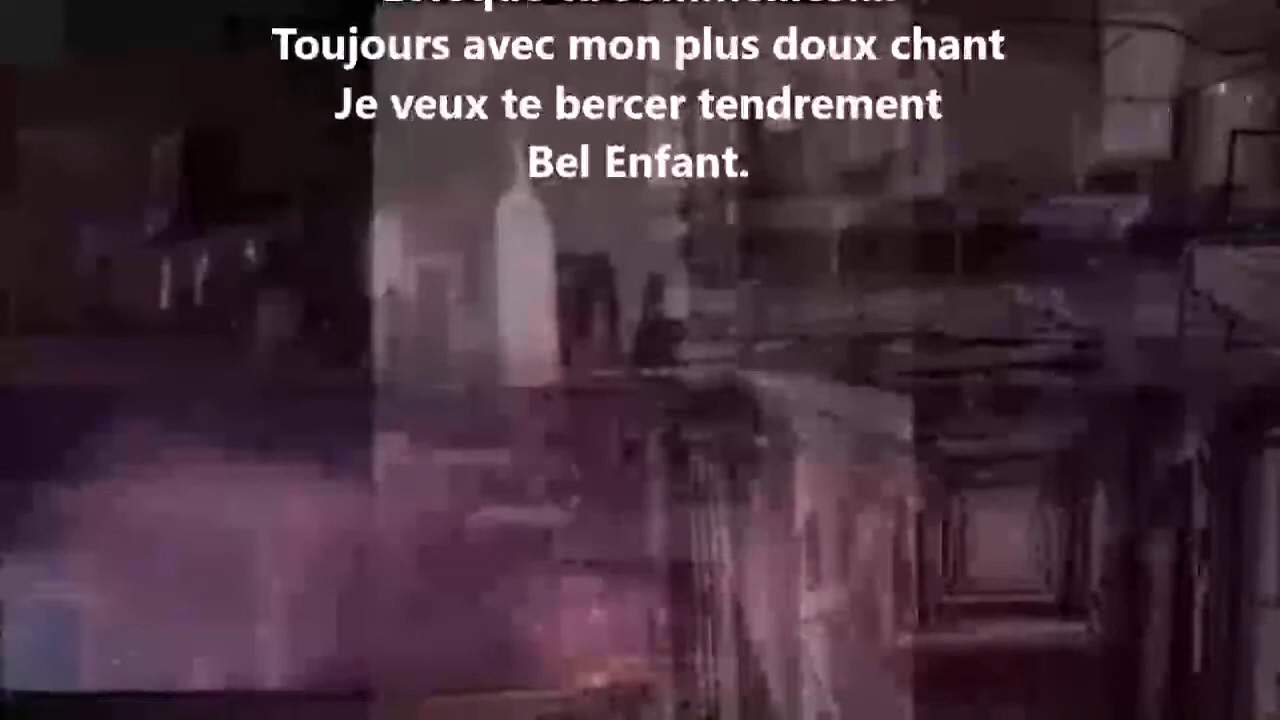 Toujours avec mon plus doux chant
Je veux te bercer tendrement
Bel Enfant.